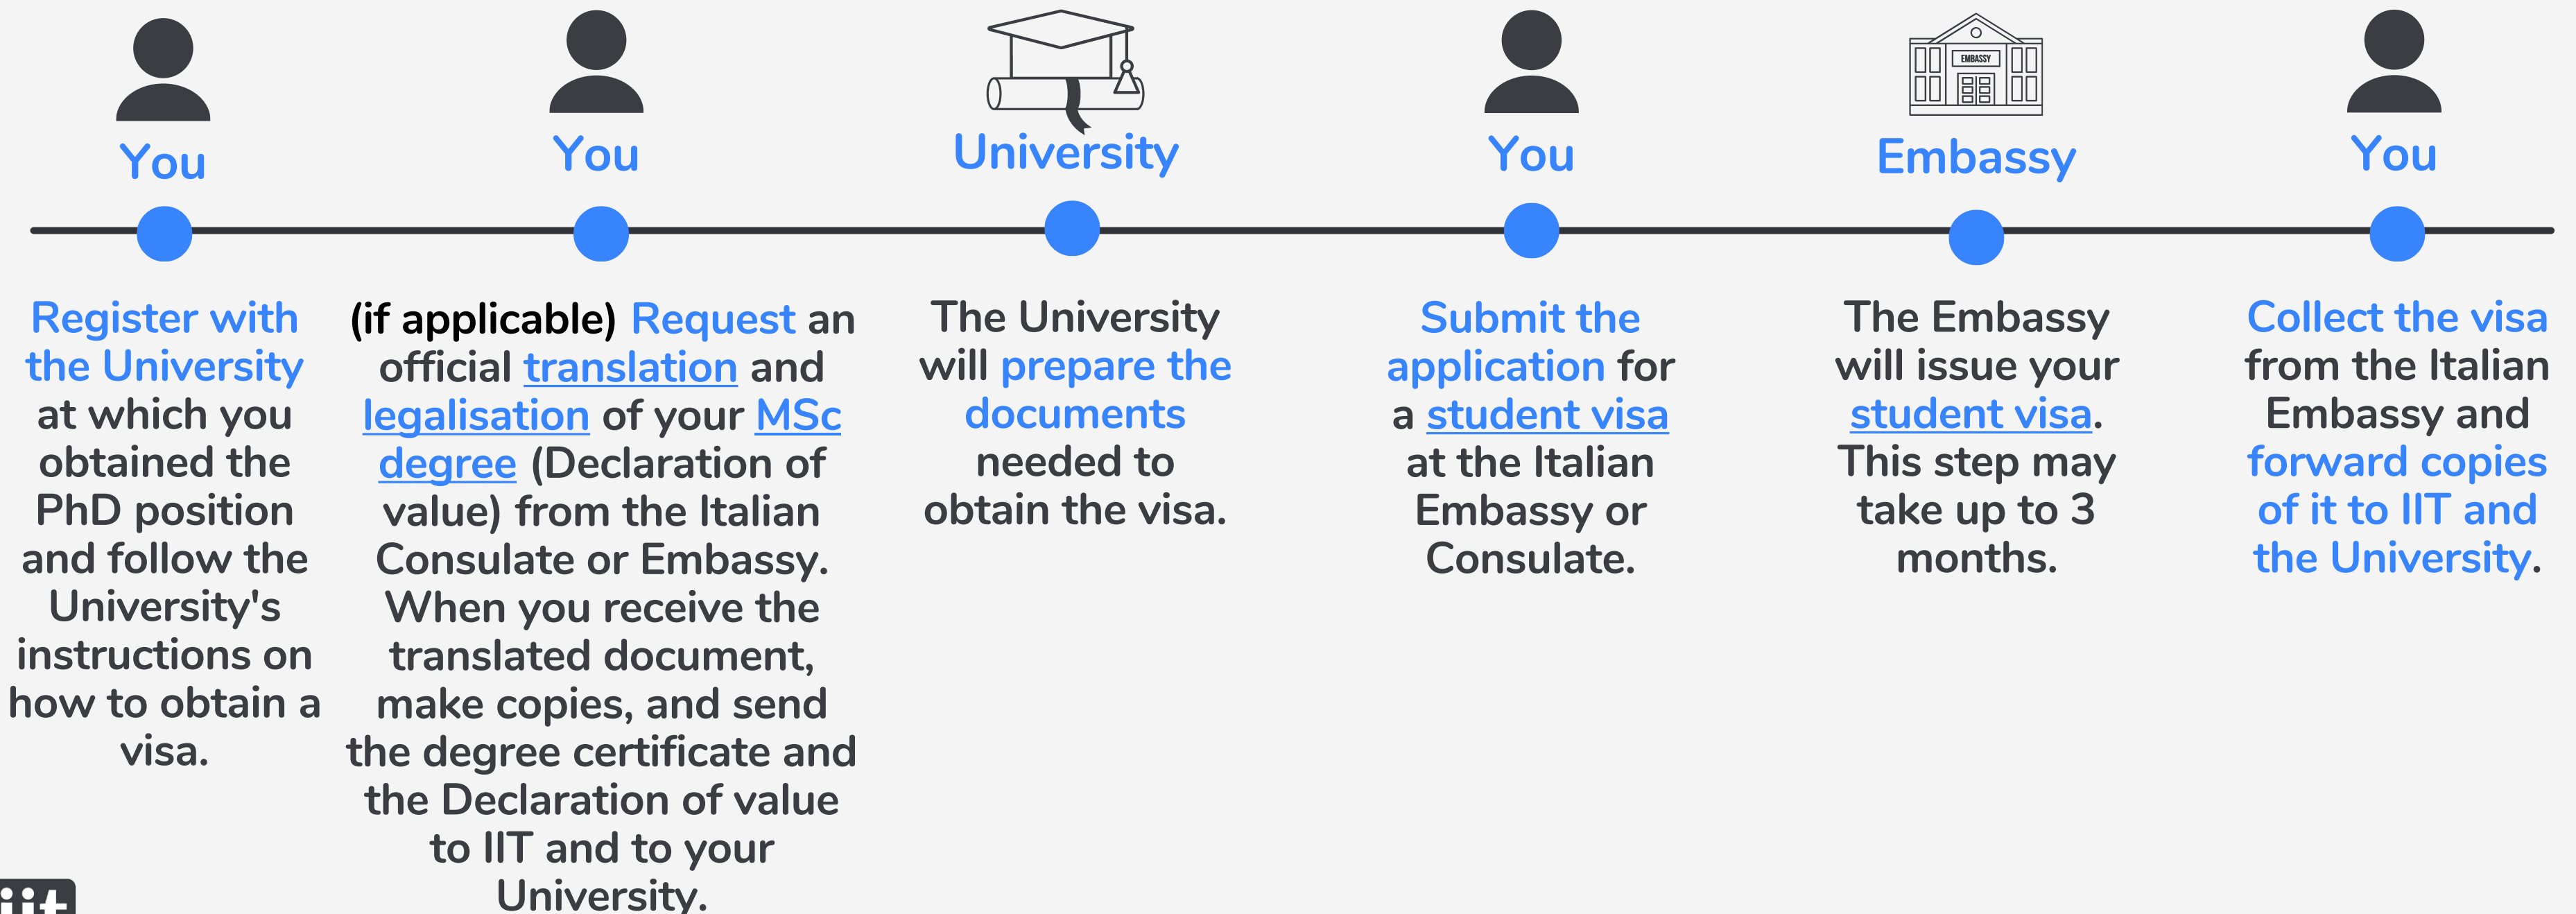 You
Register with
the University
at which you
obtained the
PhD position
and follow the
University's
instructions on
how to obtain a
visa.
You
(if applicable) Request an
official translation and
legalisation of your MSc
degree (Declaration of
value) from the Italian
Consulate or Embassy.
When you receive the
translated document,
make copies, and send
the degree certificate and
the Declaration of value
to IIT and to your
University.
University
The University
will prepare the
documents
needed to
obtain the visa.
You
Submit the
application for
a student visa
at the Italian
Embassy or
Consulate.
EMBASSY
Embassy
The Embassy
will issue your
student visa.
This step may
take up to 3
months.
You
Collect the visa
from the Italian
Embassy and
forward copies
of it to IIT and
the University.
iit